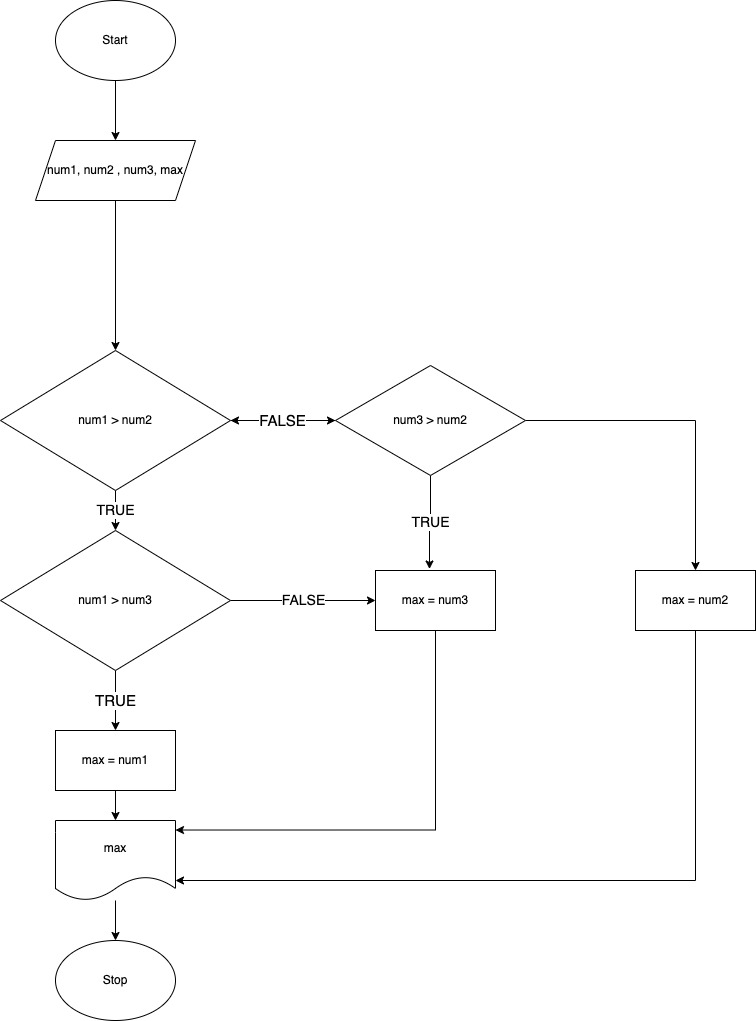 Start
num1, num2 , num3, max
num1 > num2
FALSE
num3 > num2
TRUE
TRUE
num1 > num3
FALSE
max = num3
max = num2
TRUE
max = num1
max
Stop